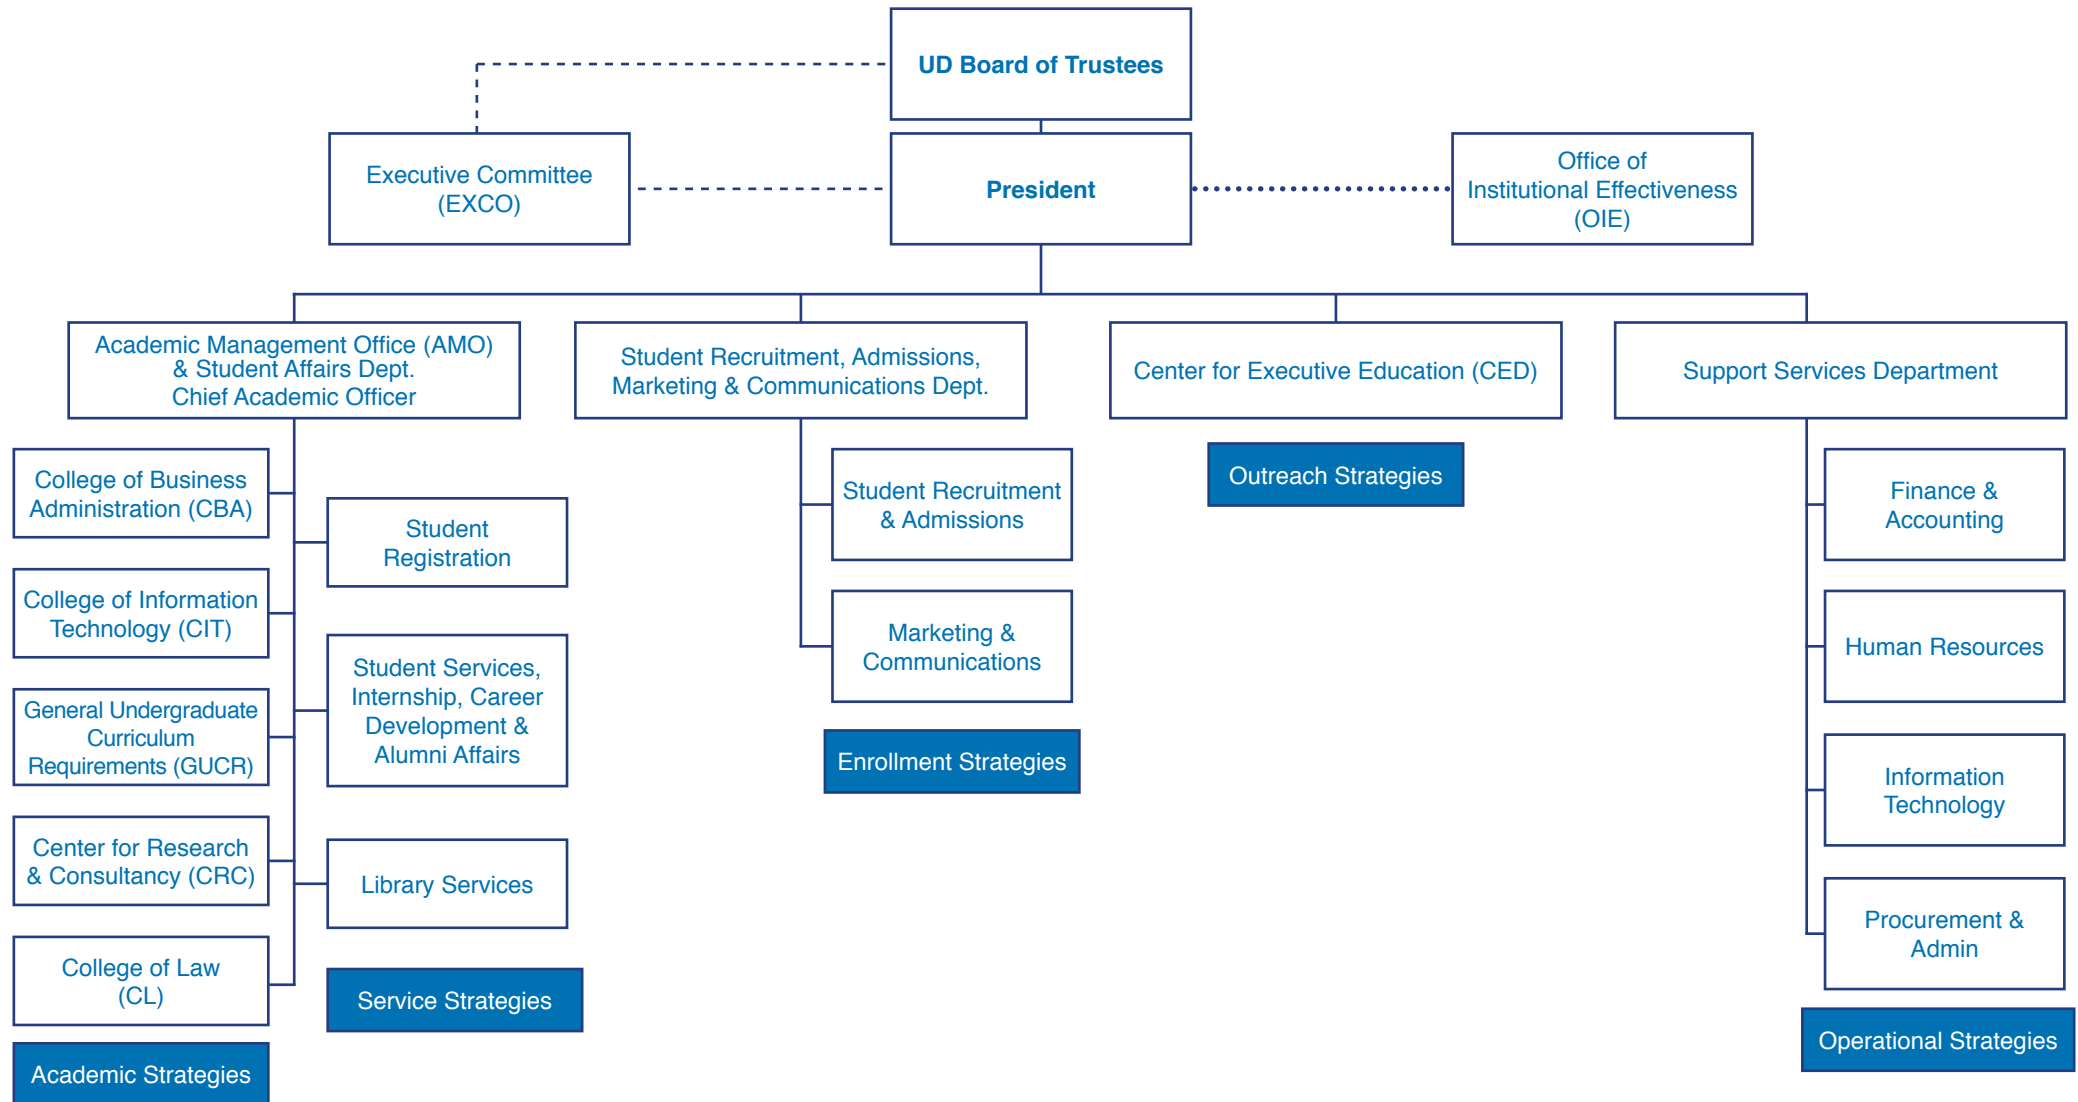 UD Board of Trustees
Executive Committee
(EXCO)
President
Office of
Institutional Effectiveness
(OIE)
Academic Management Office (AMO)
& Student Affairs Dept.
Chief Academic Officer
Student Recruitment, Admissions,
Marketing & Communications Dept.
Center for Executive Education (CED)
Support Services Department
College of Business
Administration (CBA)
College of Information
Technology (CIT)
General Undergraduate
Curriculum
Requirements (GUCR)
Center for Research
& Consultancy (CRC)
College of Law
(CL)
Academic Strategies
Student
Registration
Student Services,
Internship, Career
Development &
Alumni Affairs
Library Services
Service Strategies
Student Recruitment
& Admissions
Marketing &
Communications
Enrollment Strategies
Outreach Strategies
Finance &
Accounting
Human Resources
Information
Technology
Procurement &
Admin
Operational Strategies